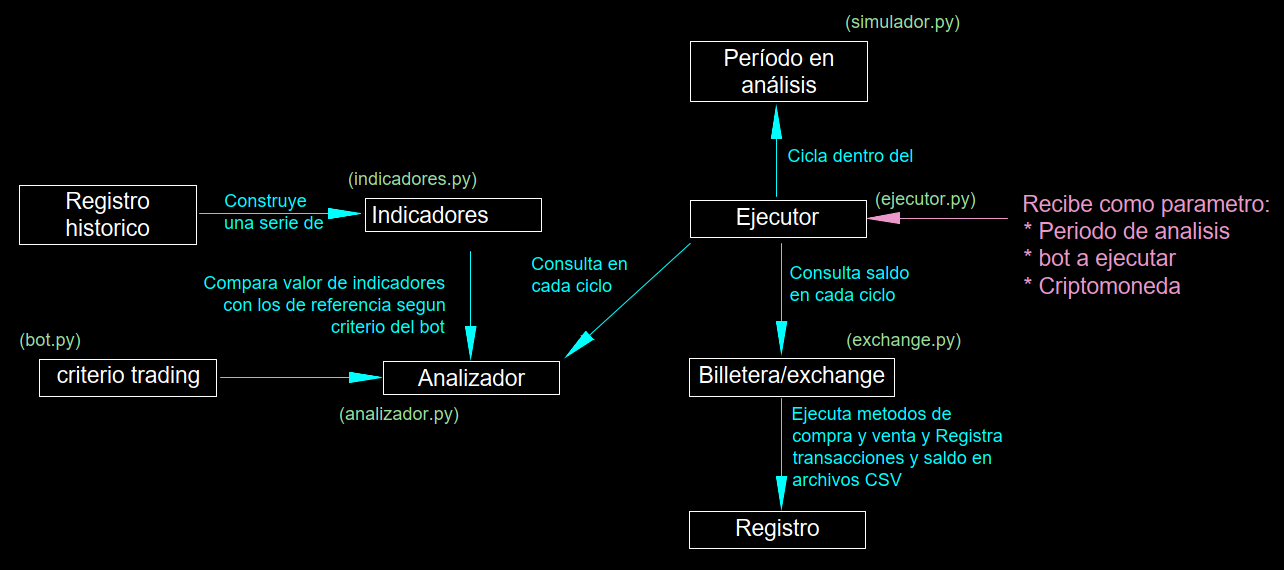 (simulador.py)
Período en
análisis
Cicla dentro del
(indicadores.py)
Registro
historico
Construye
una serie de
Indicadores
(ejecutor.py)
Ejecutor
Recibe como parametro:
* Periodo de analisis
* bot a ejecutar
* Criptomoneda
Compara valor de indicadores
con los de referencia segun
criterio del bot
Consulta en
cada ciclo
Consulta saldo
en cada ciclo
(bot.py)
criterio trading
Analizador
(analizador.py)
(exchange.py)
Billetera/exchange
Ejecuta metodos de
compra y venta y Registra
transacciones y saldo en
archivos CSV
Registro